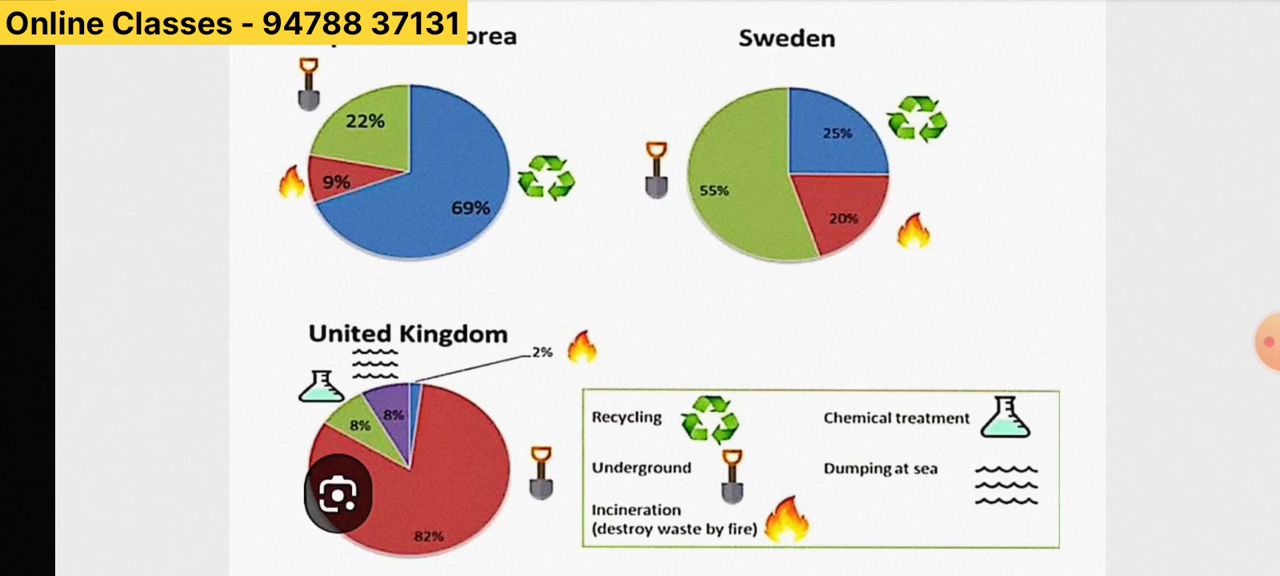 Online Classes - 94788 37131
Sweden
22%
9%
69%
25%
55%
20%
United Kingdom
2%
8%
8%
82%
Recycling
Chemical treatment
Underground
Dumping at sea
Incineration
(destroy waste by fire)